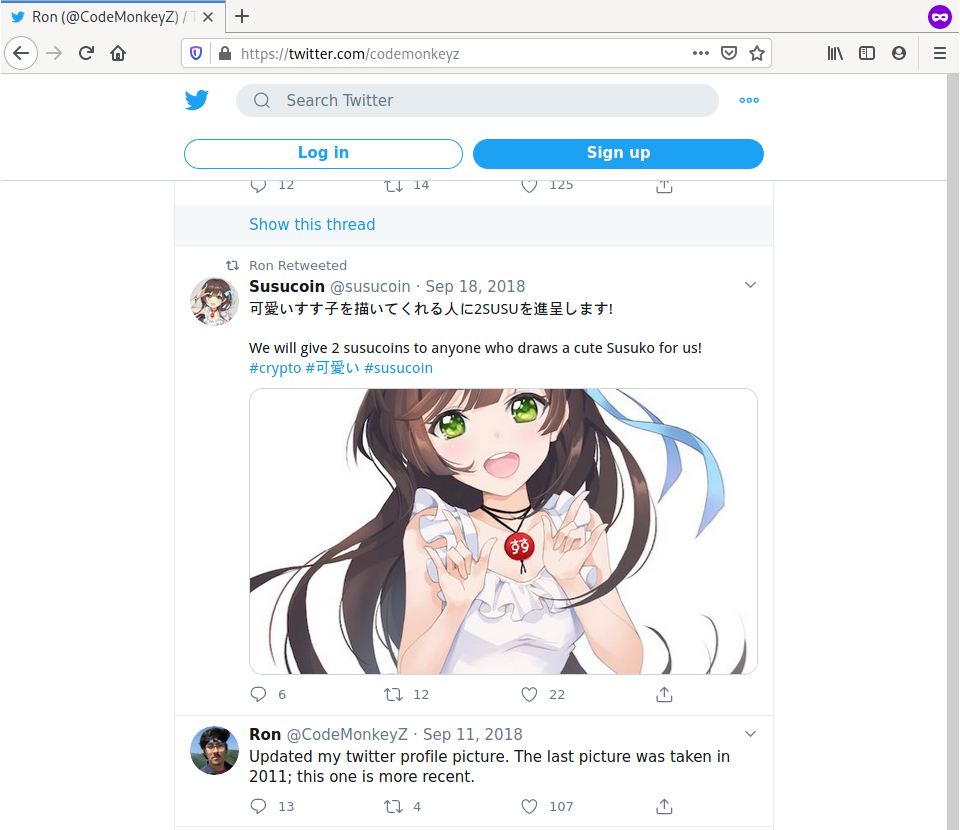 Ron (@CodeMonkeyZ) / T
https://twitter.com/codemonkeyz
Search Twitter
Log in
Sign up
12 14 125
Show this thread
Ron Retweeted
Susucoin @susucoin · Sep 18, 2018
可愛いすす子を描いてくれる人に2SUSUを進呈します!
We will give 2 susucoins to anyone who draws a cute Susuko for us!
#crypto #可愛い #susucoin
すす
6 12 22
Ron @CodeMonkeyZ · Sep 11, 2018
Updated my twitter profile picture. The last picture was taken in
2011; this one is more recent.
13 4 107